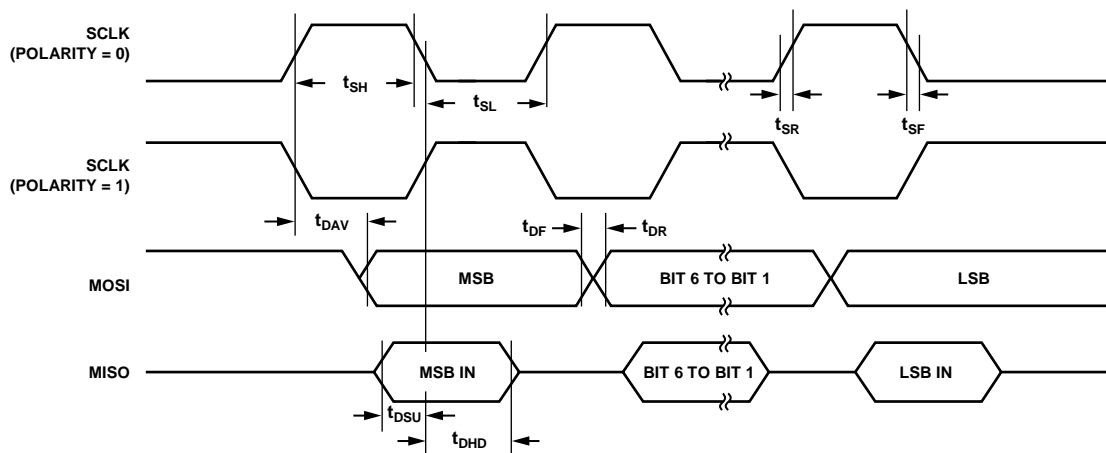 SCLK
(POLARITY = 0)
tSH
tSL
tSR
tSF
SCLK
(POLARITY = 1)
tDAV
tDF
tDR
MOSI
MSB
BIT 6 TO BIT 1
LSB
MISO
MSB IN
BIT 6 TO BIT 1
LSB IN
tDSU
tDHD